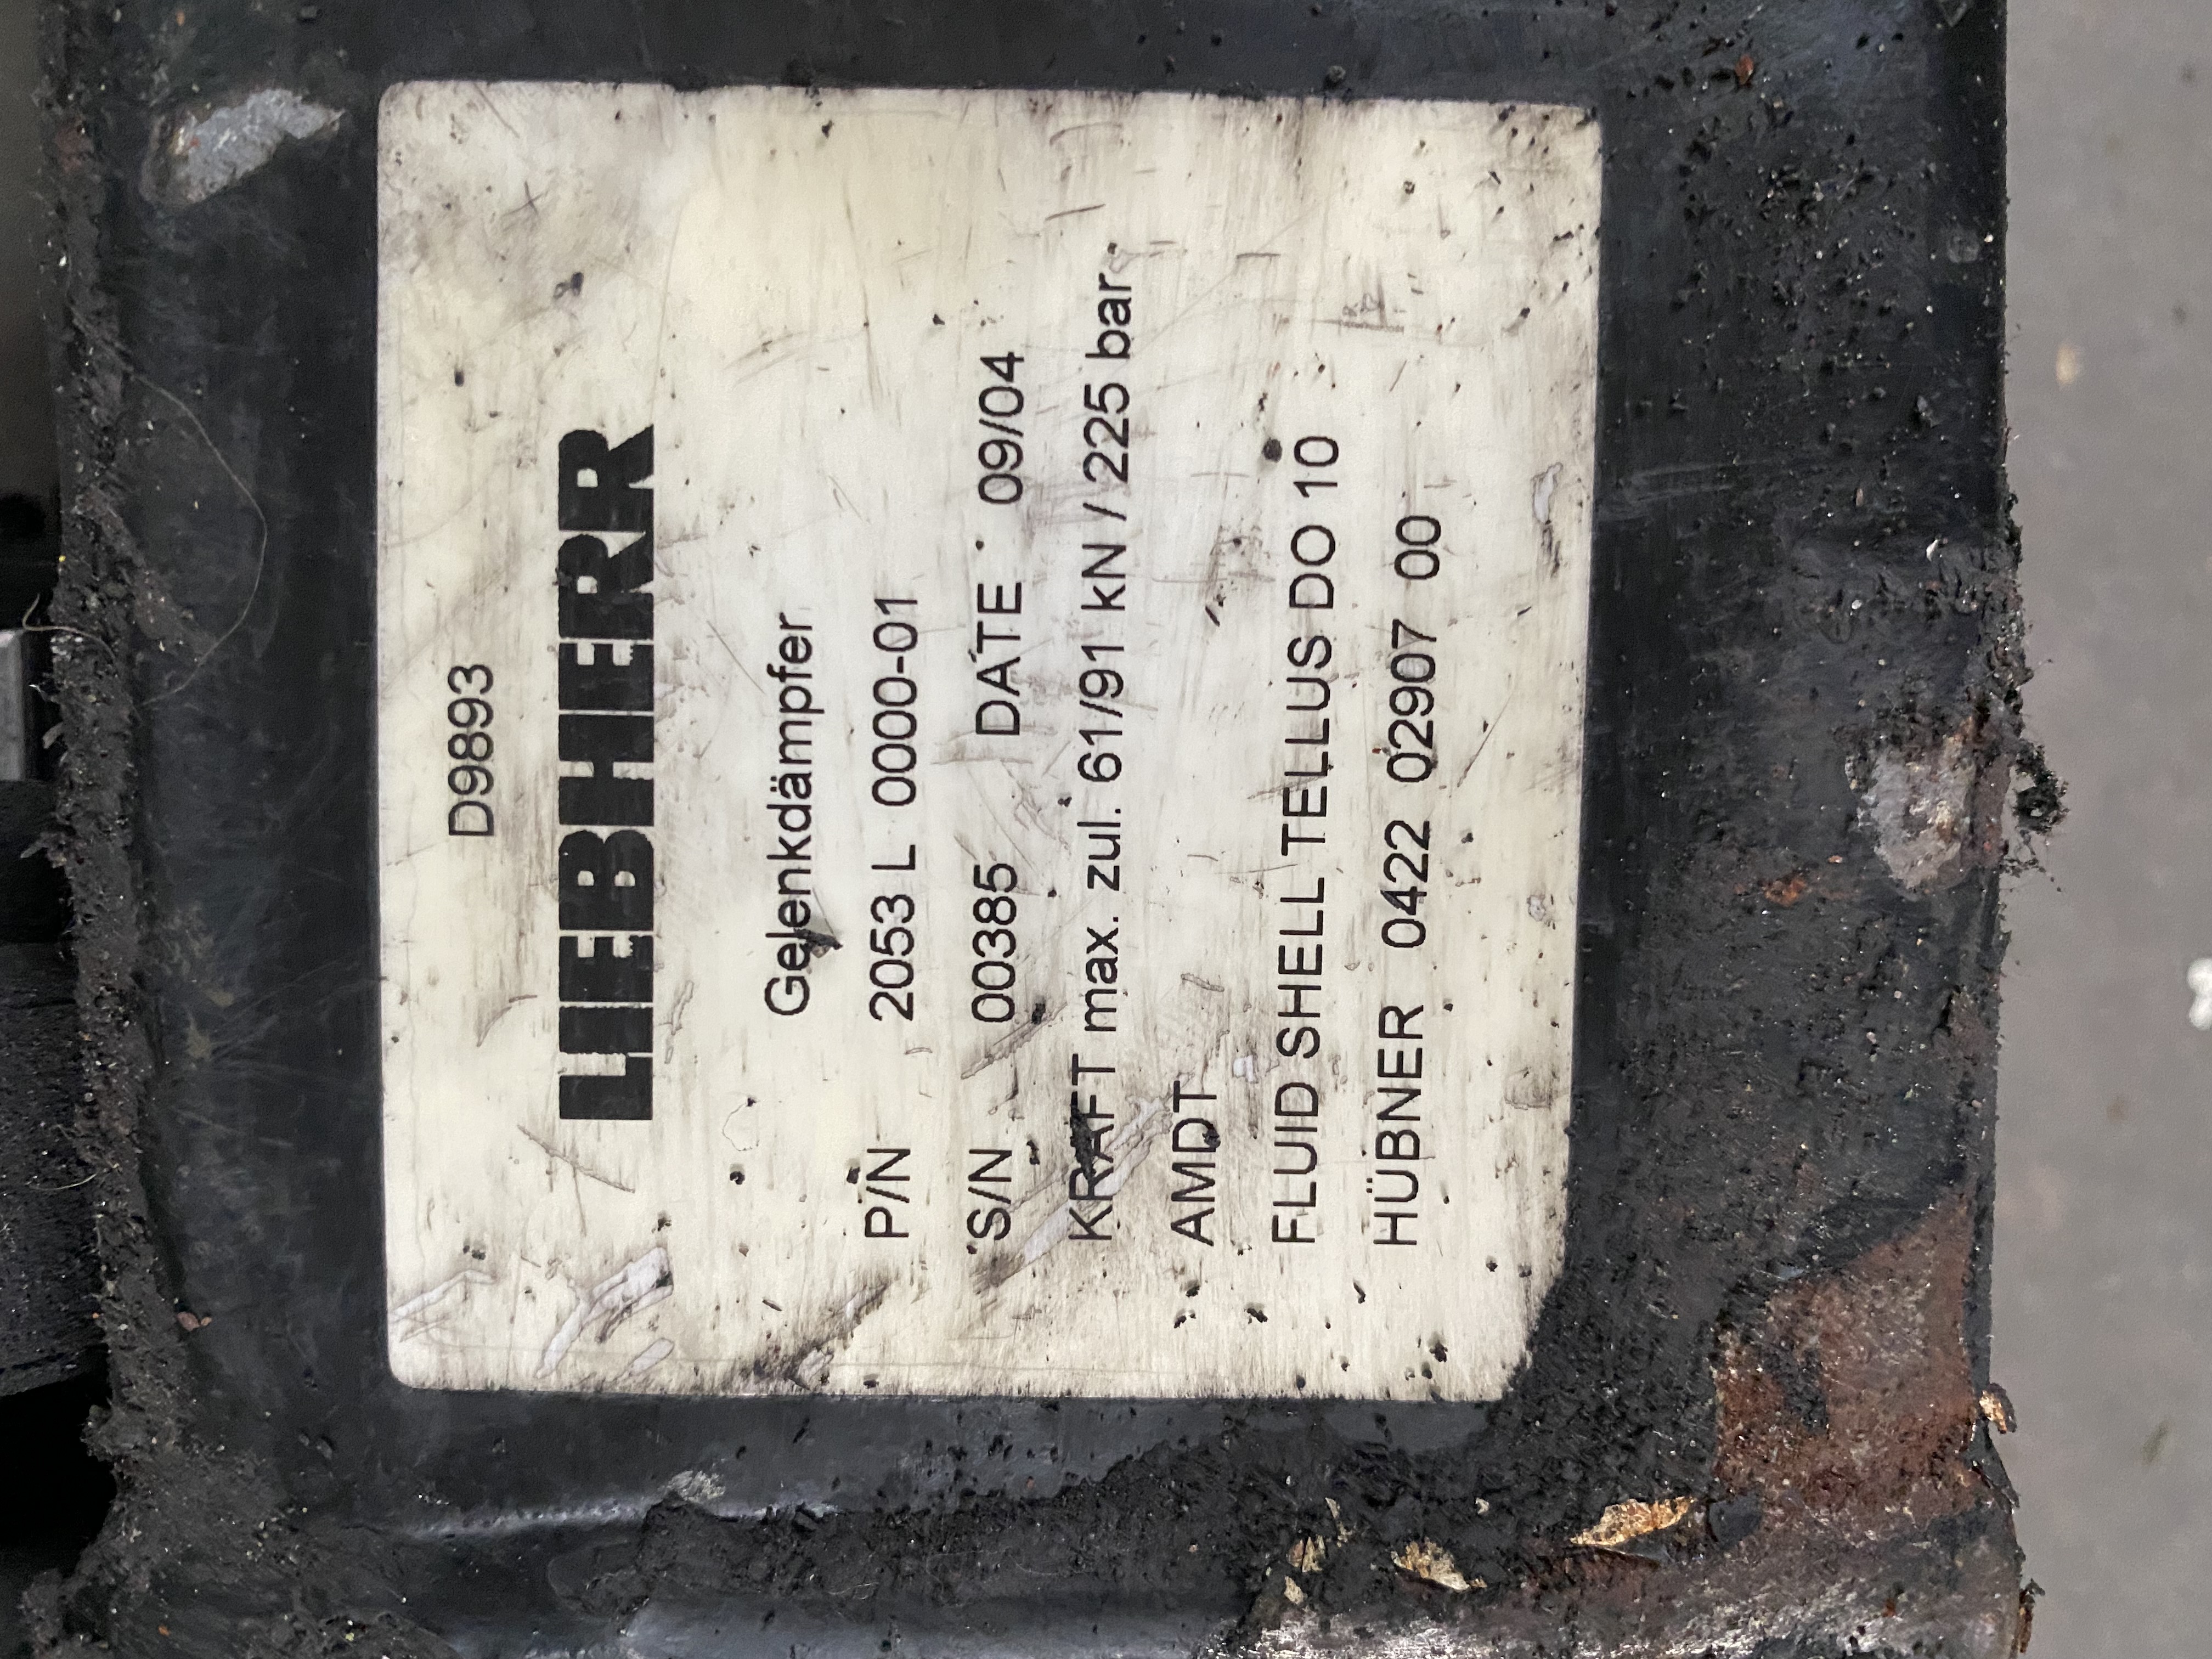 D9893
LIEBHERR
Gelenkdämpfer
P/N 2053 L 0000-01
S/N 00385 DATE 09/04
KRAFT max. zul. 61/91 kN / 225 bar
AMDT
FLUID SHELL TELLUS DO 10
HÜBNER 0422 02907 00